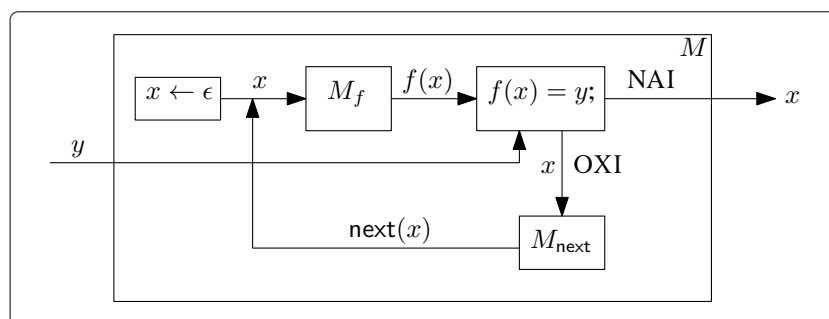 M
x ← ϵ
x
M_f
f(x)
f(x) = y;
NAI
x
y
x
OXI
next(x)
M_next